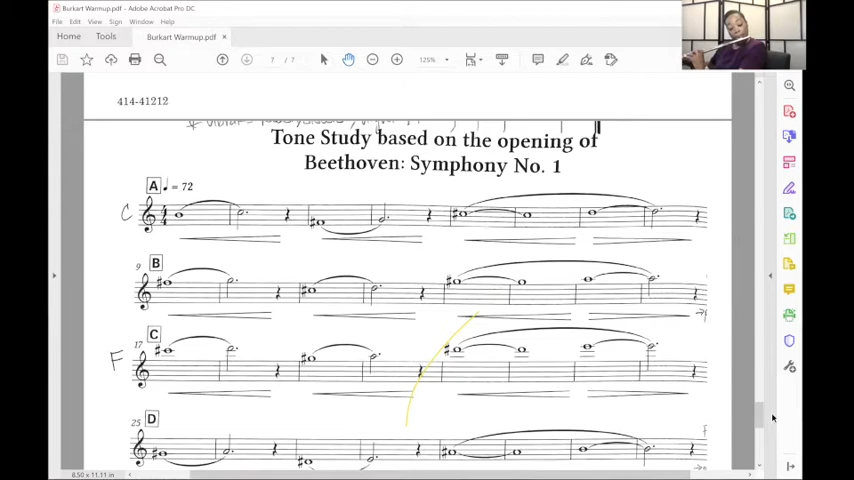 Burkart Warmup.pdf - Adobe Acrobat Pro DC
File Edit View Sign Window Help
Home Tools Burkart Warmup.pdf ×
7 / 7 125%
414-41212
Tone Study based on the opening of
Beethoven: Symphony No. 1
A ♩ = 72
C
9 B
17 C
F
25 D
8.50 x 11.11 in